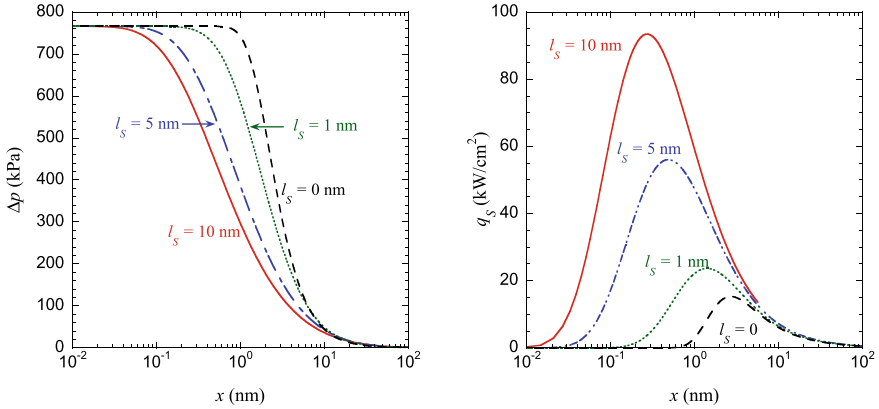 800
700
600
500
400
300
200
100
0
Δp (kPa)
l_S = 5 nm
l_S = 1 nm
l_S = 0 nm
l_S = 10 nm
10^-2
10^-1
10^0
10^1
10^2
x (nm)
100
80
60
40
20
0
q_S (kW/cm^2)
l_S = 10 nm
l_S = 5 nm
l_S = 1 nm
l_S = 0
10^-2
10^-1
10^0
10^1
10^2
x (nm)